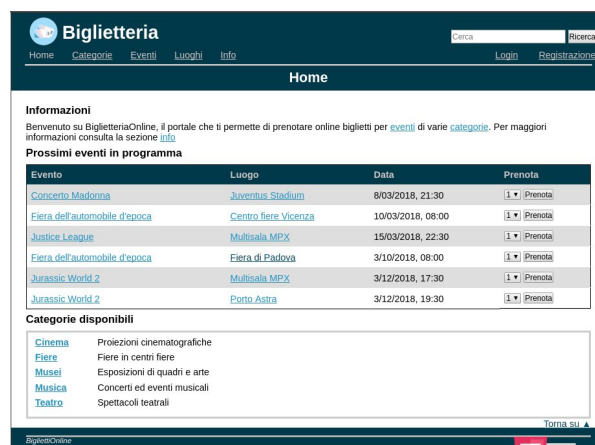 Biglietteria
Cerca Ricerca
Home Categorie Eventi Luoghi Info Login Registrazione
Home
Informazioni
Benvenuto su BiglietteriaOnline, il portale che ti permette di prenotare online biglietti per eventi di varie categorie. Per maggiori
informazioni consulta la sezione info
Prossimi eventi in programma
Evento Luogo Data Prenota
Concerto Madonna Juventus Stadium 8/03/2018, 21:30 1 Prenota
Fiera dell'automobile d'epoca Centro fiere Vicenza 10/03/2018, 08:00 1 Prenota
Justice League Multisala MPX 15/03/2018, 22:30 1 Prenota
Fiera dell'automobile d'epoca Fiera di Padova 3/10/2018, 08:00 1 Prenota
Jurassic World 2 Multisala MPX 3/12/2018, 17:30 1 Prenota
Jurassic World 2 Porto Astra 3/12/2018, 19:30 1 Prenota
Categorie disponibili
Cinema Proiezioni cinematografiche
Fiere Fiere in centri fiere
Musei Esposizioni di quadri e arte
Musica Concerti ed eventi musicali
Teatro Spettacoli teatrali
Torna su ▲
BigliettiOnline